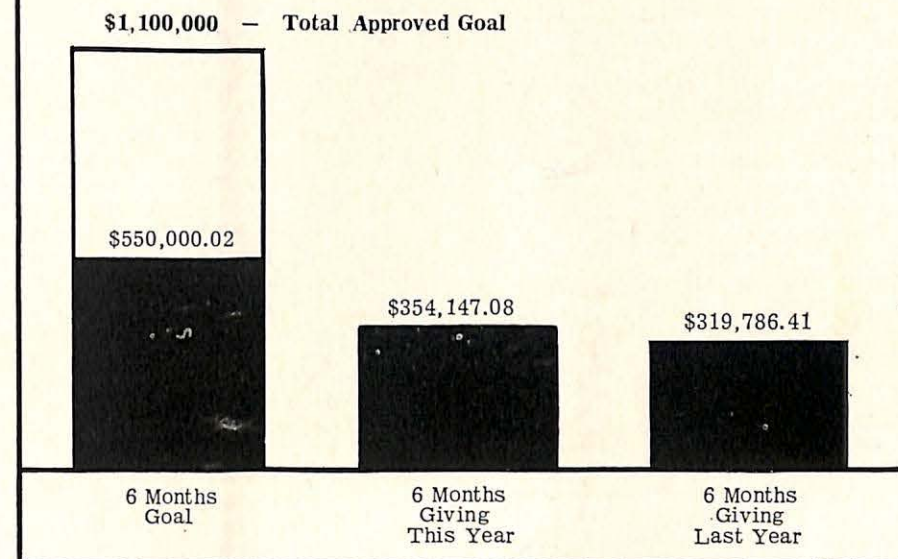 $1,100,000 — Total Approved Goal
$550,000.02
$354,147.08
$319,786.41
6 Months
Goal
6 Months
Giving
This Year
6 Months
Giving
Last Year